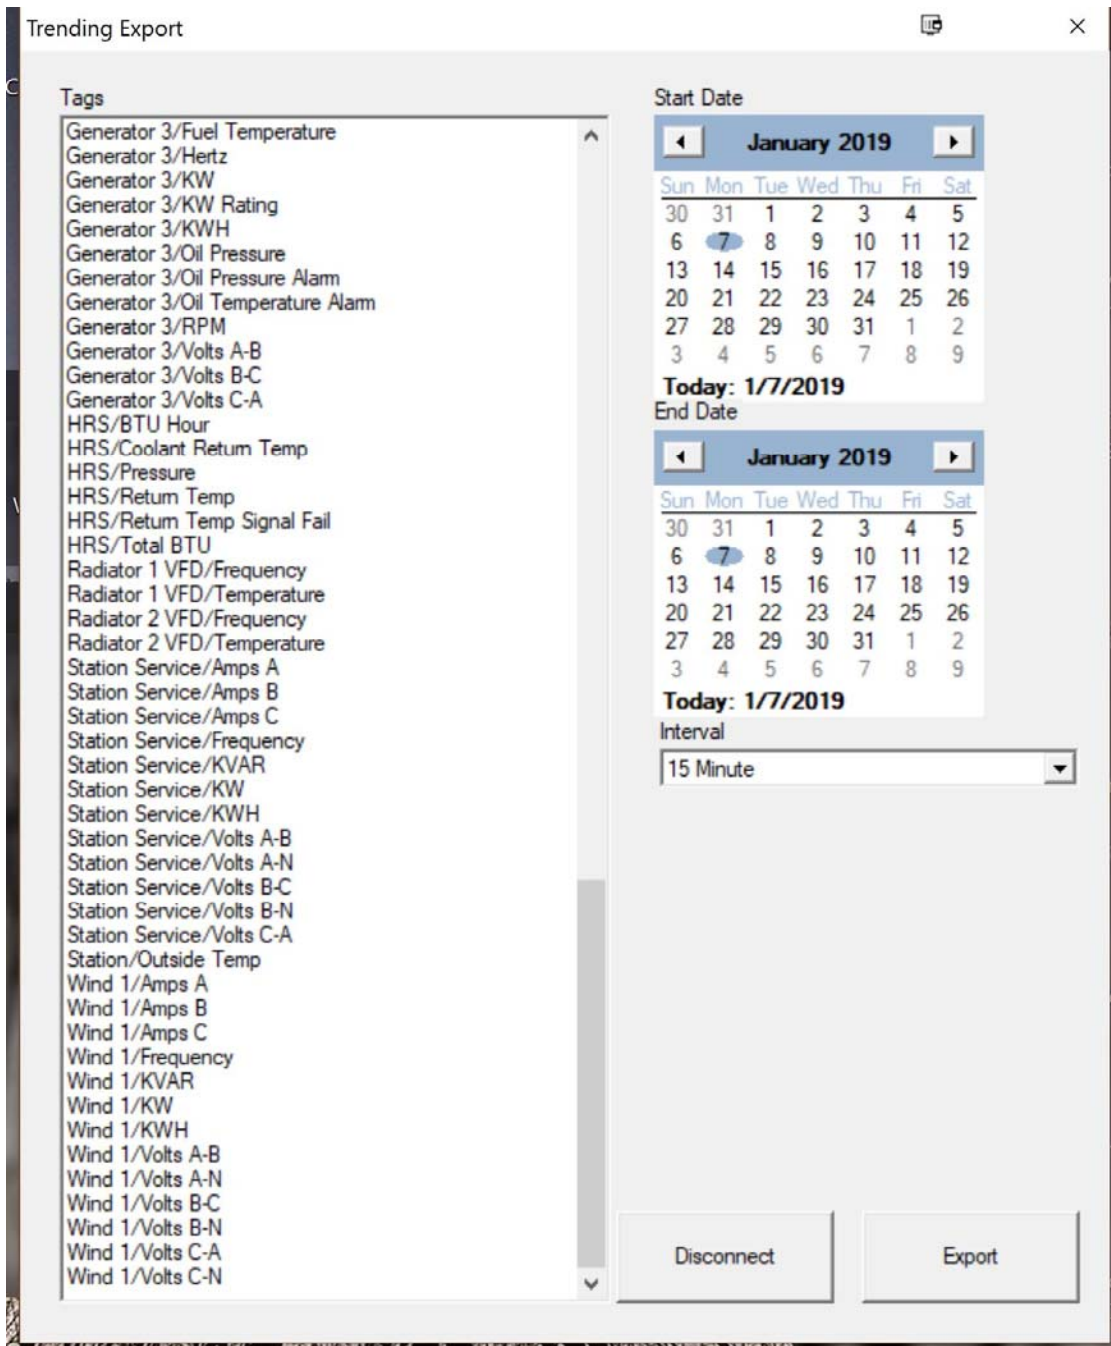 Trending Export
Tags
Generator 3/Fuel Temperature
Generator 3/Hertz
Generator 3/KW
Generator 3/KW Rating
Generator 3/KWH
Generator 3/Oil Pressure
Generator 3/Oil Pressure Alarm
Generator 3/Oil Temperature Alarm
Generator 3/RPM
Generator 3/Volts A-B
Generator 3/Volts B-C
Generator 3/Volts C-A
HRS/BTU Hour
HRS/Coolant Return Temp
HRS/Pressure
HRS/Return Temp
HRS/Return Temp Signal Fail
HRS/Total BTU
Radiator 1 VFD/Frequency
Radiator 1 VFD/Temperature
Radiator 2 VFD/Frequency
Radiator 2 VFD/Temperature
Station Service/Amps A
Station Service/Amps B
Station Service/Amps C
Station Service/Frequency
Station Service/KVAR
Station Service/KW
Station Service/KWH
Station Service/Volts A-B
Station Service/Volts A-N
Station Service/Volts B-C
Station Service/Volts B-N
Station Service/Volts C-A
Station/Outside Temp
Wind 1/Amps A
Wind 1/Amps B
Wind 1/Amps C
Wind 1/Frequency
Wind 1/KVAR
Wind 1/KW
Wind 1/KWH
Wind 1/Volts A-B
Wind 1/Volts A-N
Wind 1/Volts B-C
Wind 1/Volts B-N
Wind 1/Volts C-A
Wind 1/Volts C-N
Start Date
January 2019
Sun Mon Tue Wed Thu Fri Sat
30 31 1 2 3 4 5
6 7 8 9 10 11 12
13 14 15 16 17 18 19
20 21 22 23 24 25 26
27 28 29 30 31 1 2
3 4 5 6 7 8 9
Today: 1/7/2019
End Date
January 2019
Sun Mon Tue Wed Thu Fri Sat
30 31 1 2 3 4 5
6 7 8 9 10 11 12
13 14 15 16 17 18 19
20 21 22 23 24 25 26
27 28 29 30 31 1 2
3 4 5 6 7 8 9
Today: 1/7/2019
Interval
15 Minute
Disconnect
Export